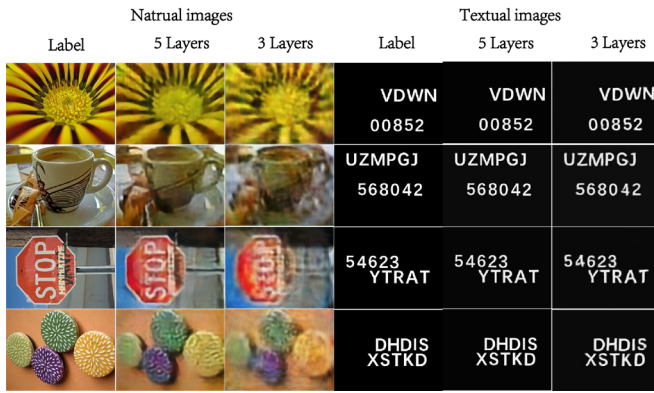 Natrual images Textual images
Label 5 Layers 3 Layers Label 5 Layers 3 Layers
VDWN VDWN VDWN
00852 00852 00852
UZMPGJ UZMPGJ UZMPGJ
568042 568042 568042
STOP STOP STOP
54623 54623 54623
YTRAT YTRAT YTRAT
DHDIS DHDIS DHDIS
XSTKD XSTKD XSTKD